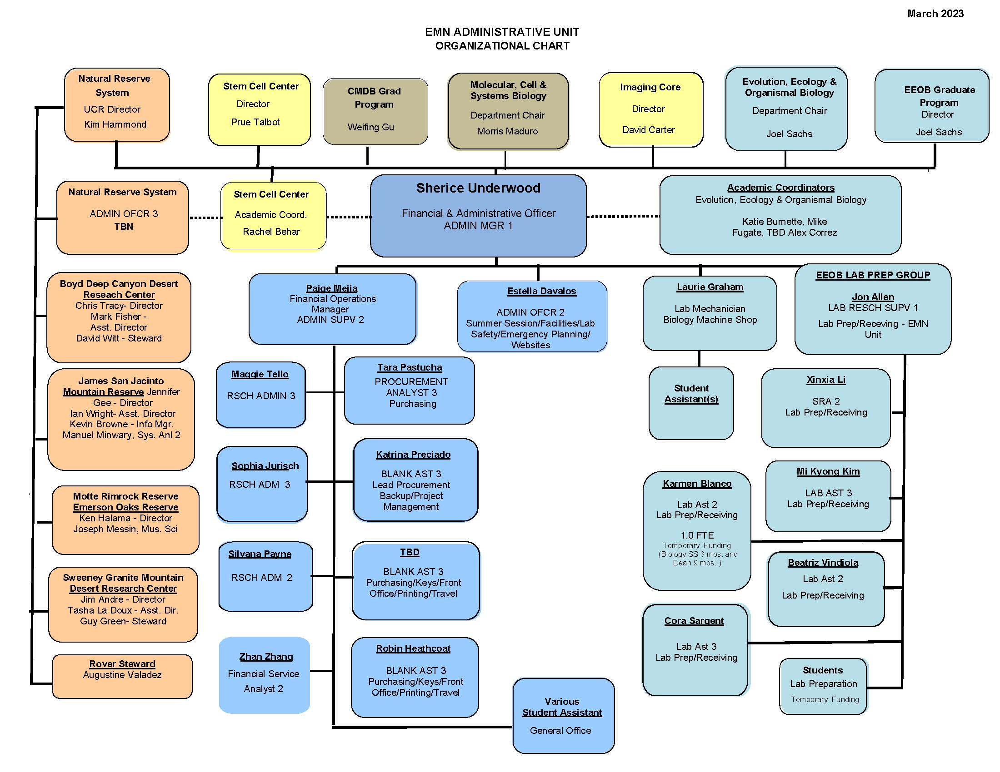 March 2023
EMN ADMINISTRATIVE UNIT
ORGANIZATIONAL CHART
Natural Reserve
System
UCR Director
Kim Hammond
Stem Cell Center
Director
Prue Talbot
CMDB Grad
Program
Weifing Gu
Molecular, Cell &
Systems Biology
Department Chair
Morris Maduro
Imaging Core
Director
David Carter
Evolution, Ecology &
Organismal Biology
Department Chair
Joel Sachs
EEOB Graduate
Program
Director
Joel Sachs
Natural Reserve System
ADMIN OFCR 3
TBN
Stem Cell Center
Academic Coord.
Rachel Behar
Sherice Underwood
Financial & Administrative Officer
ADMIN MGR 1
Academic Coordinators
Evolution, Ecology & Organismal Biology
Katie Burnette, Mike
Fugate, TBD Alex Correz
Boyd Deep Canyon Desert
Reseach Center
Chris Tracy- Director
Mark Fisher -
Asst. Director
David Witt - Steward
James San Jacinto
Mountain Reserve Jennifer
Gee - Director
Ian Wright- Asst. Director
Kevin Browne - Info Mgr.
Manuel Minwary, Sys. Anl 2
Motte Rimrock Reserve
Emerson Oaks Reserve
Ken Halama - Director
Joseph Messin, Mus. Sci
Sweeney Granite Mountain
Desert Research Center
Jim Andre - Director
Tasha La Doux - Asst. Dir.
Guy Green- Steward
Rover Steward
Augustine Valadez
Paige Mejia
Financial Operations
Manager
ADMIN SUPV 2
Estella Davalos
ADMIN OFCR 2
Summer Session/Facilities/Lab
Safety/Emergency Planning/
Websites
Laurie Graham
Lab Mechanician
Biology Machine Shop
EEOB LAB PREP GROUP
Jon Allen
LAB RESCH SUPV 1
Lab Prep/Receving - EMN
Unit
Maggie Tello
RSCH ADMIN 3
Tara Pastucha
PROCUREMENT
ANALYST 3
Purchasing
Sophia Jurisch
RSCH ADM 3
Katrina Preciado
BLANK AST 3
Lead Procurement
Backup/Project
Management
Silvana Payne
RSCH ADM 2
TBD
BLANK AST 3
Purchasing/Keys/Front
Office/Printing/Travel
Zhan Zhang
Financial Service
Analyst 2
Robin Heathcoat
BLANK AST 3
Purchasing/Keys/Front
Office/Printing/Travel
Various
Student Assistant
General Office
Student
Assistant(s)
Xinxia Li
SRA 2
Lab Prep/Receiving
Karmen Blanco
Lab Ast 2
Lab Prep/Receiving
1.0 FTE
Temporary Funding
(Biology SS 3 mos. and
Dean 9 mos..)
Mi Kyong Kim
LAB AST 3
Lab Prep/Receiving
Beatriz Vindiola
Lab Ast 2
Lab Prep/Receiving
Cora Sargent
Lab Ast 3
Lab Prep/Receiving
Students
Lab Preparation
Temporary Funding